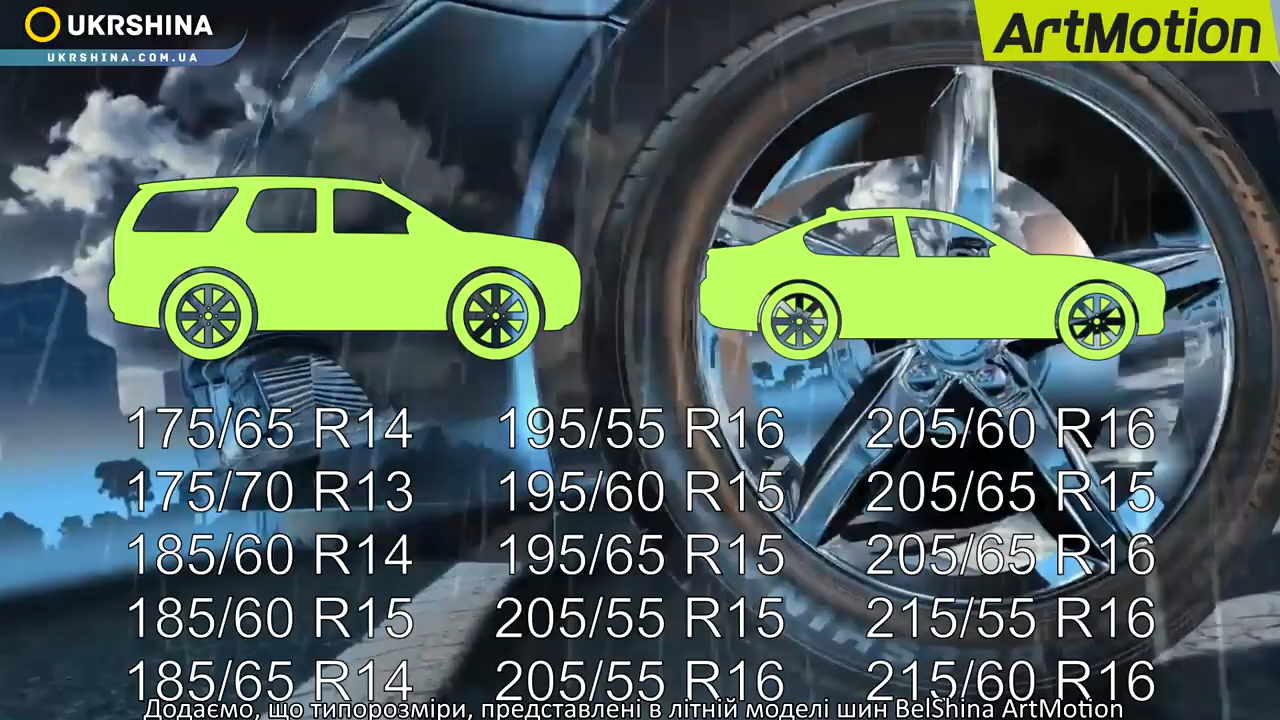 UKRSHINA
UKRSHINA.COM.UA
ArtMotion
175/65 R14 195/55 R16 205/60 R16
175/70 R13 195/60 R15 205/65 R15
185/60 R14 195/65 R15 205/65 R16
185/60 R15 205/55 R15 215/55 R16
185/65 R14 205/55 R16 215/60 R16
Додаємо, що типорозміри, представлені в літній моделі шин BelShina ArtMotion